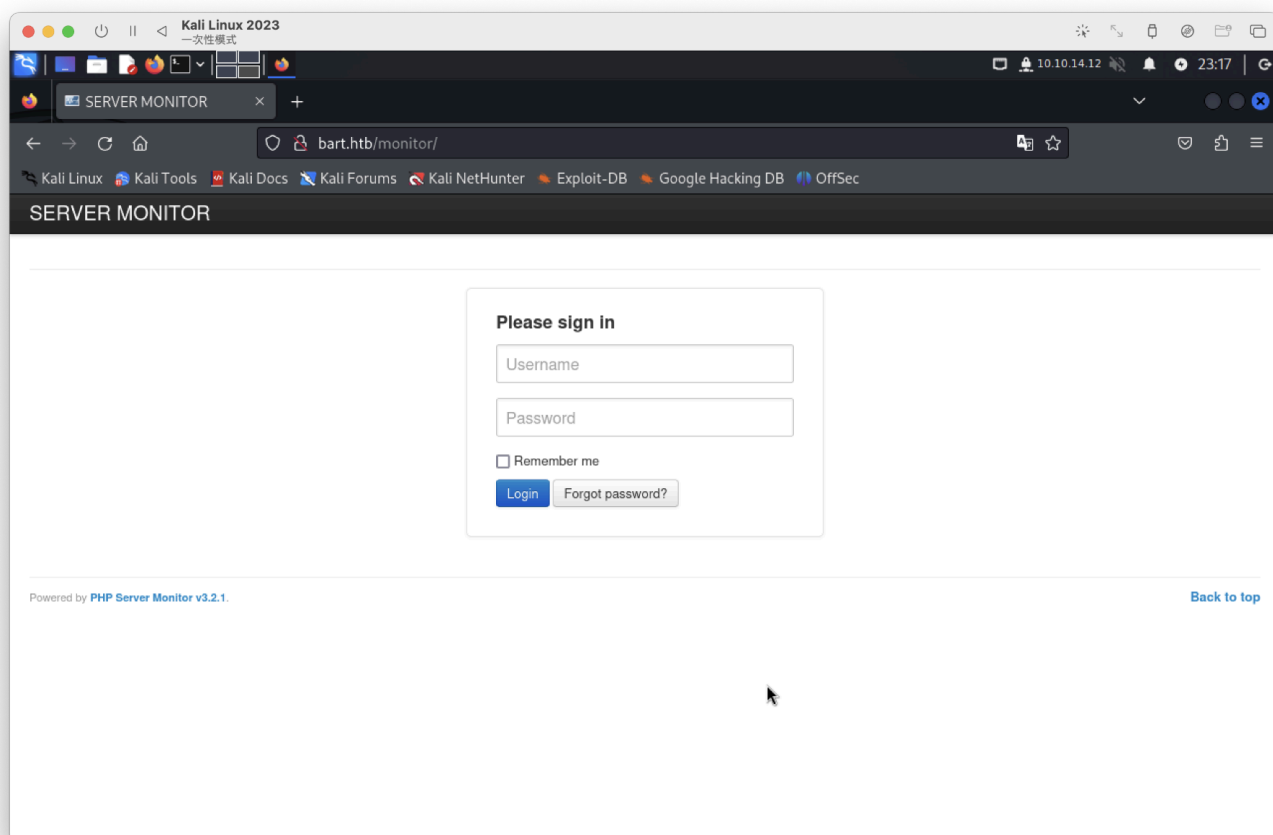 Kali Linux 2023
一次性模式
10.10.14.12 23:17
SERVER MONITOR
bart.htb/monitor/
Kali Linux Kali Tools Kali Docs Kali Forums Kali NetHunter Exploit-DB Google Hacking DB OffSec
SERVER MONITOR
Please sign in
Username
Password
Remember me
Login Forgot password?
Powered by PHP Server Monitor v3.2.1. Back to top